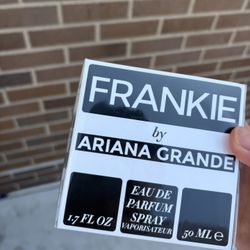 FRANKIE
by
ARIANA GRANDE
EAU DE
PARFUM
SPRAY
VAPORISATEUR
1.7 FL OZ
50 ML ℮